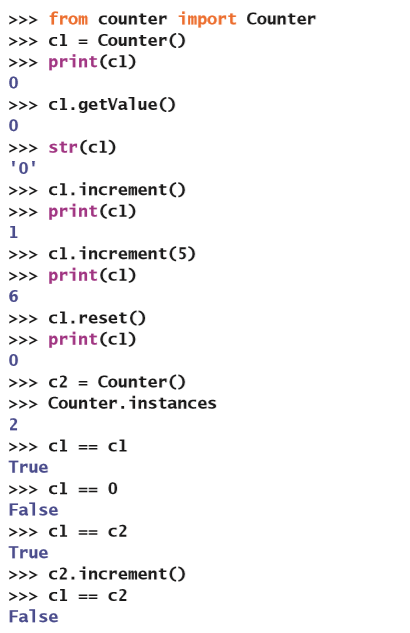 >>> from counter import Counter
>>> c1 = Counter()
>>> print(c1)
0
>>> c1.getValue()
0
>>> str(c1)
'0'
>>> c1.increment()
>>> print(c1)
1
>>> c1.increment(5)
>>> print(c1)
6
>>> c1.reset()
>>> print(c1)
0
>>> c2 = Counter()
>>> Counter.instances
2
>>> c1 == c1
True
>>> c1 == 0
False
>>> c1 == c2
True
>>> c2.increment()
>>> c1 == c2
False